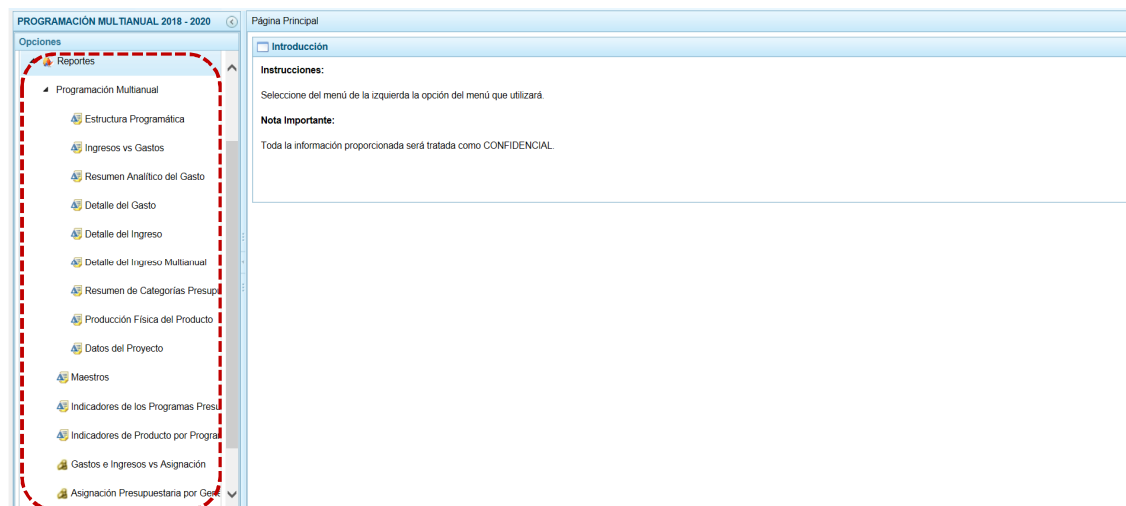 PROGRAMACIÓN MULTIANUAL 2018 - 2020
Opciones
Reportes
Programación Multianual
Estructura Programática
Ingresos vs Gastos
Resumen Analítico del Gasto
Detalle del Gasto
Detalle del Ingreso
Detalle del Ingreso Multianual
Resumen de Categorías Presup
Producción Física del Producto
Datos del Proyecto
Maestros
Indicadores de los Programas Presu
Indicadores de Producto por Progra
Gastos e Ingresos vs Asignación
Asignación Presupuestaria por Gene
Página Principal
Introducción
Instrucciones:
Seleccione del menú de la izquierda la opción del menú que utilizará.
Nota Importante:
Toda la información proporcionada será tratada como CONFIDENCIAL.